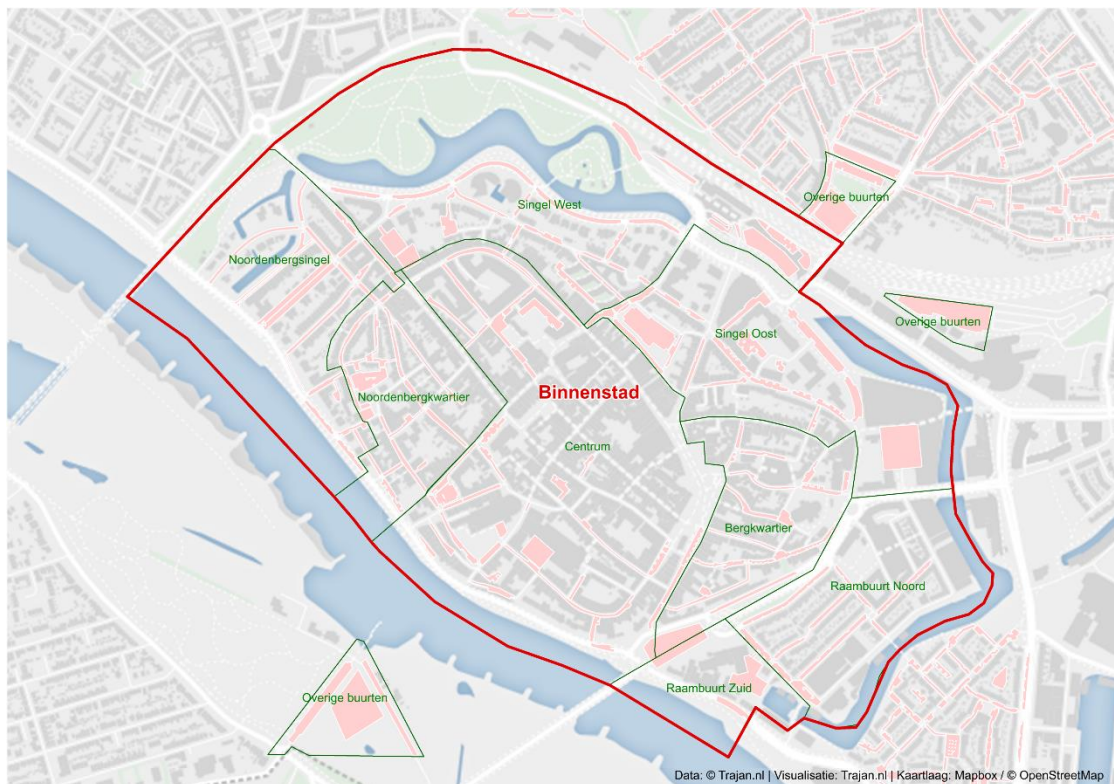 Overige buurten
Singel West
Noordenbergsingel
Overige buurten
Singel Oost
Binnenstad
Noordenbergkwartier
Centrum
Bergkwartier
Raambuurt Noord
Raambuurt Zuid
Overige buurten
Data: © Trajan.nl | Visualisatie: Trajan.nl | Kaartlaag: Mapbox / © OpenStreetMap